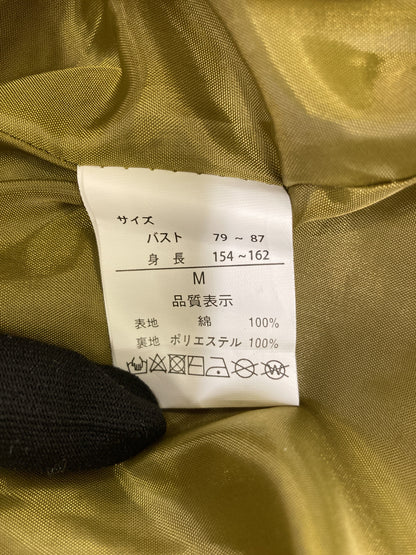 サイズ
バスト 79 ~ 87
身長 154 ~ 162
M
品質表示
表地 綿 100%
裏地 ポリエステル 100%